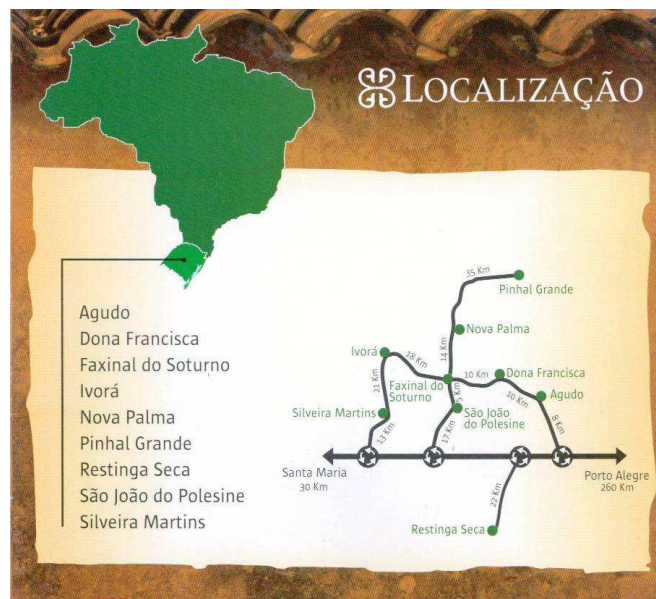 LOCALIZAÇÃO
Agudo
Dona Francisca
Faxinal do Soturno
Ivorá
Nova Palma
Pinhal Grande
Restinga Seca
São João do Polesine
Silveira Martins
35 Km
Pinhal Grande
Nova Palma
14 Km
Ivorá
18 Km
10 Km
Dona Francisca
Faxinal do
Soturno
21 Km
5 Km
10 Km
Agudo
Silveira Martins
São João
do Polesine
13 Km
17 Km
8 Km
Santa Maria
30 Km
Porto Alegre
260 Km
22 Km
Restinga Seca